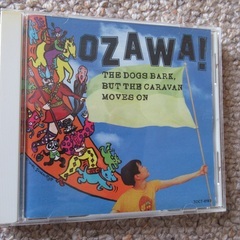 OZAWA!
THE DOGS BARK,
BUT THE CARAVAN
MOVES ON